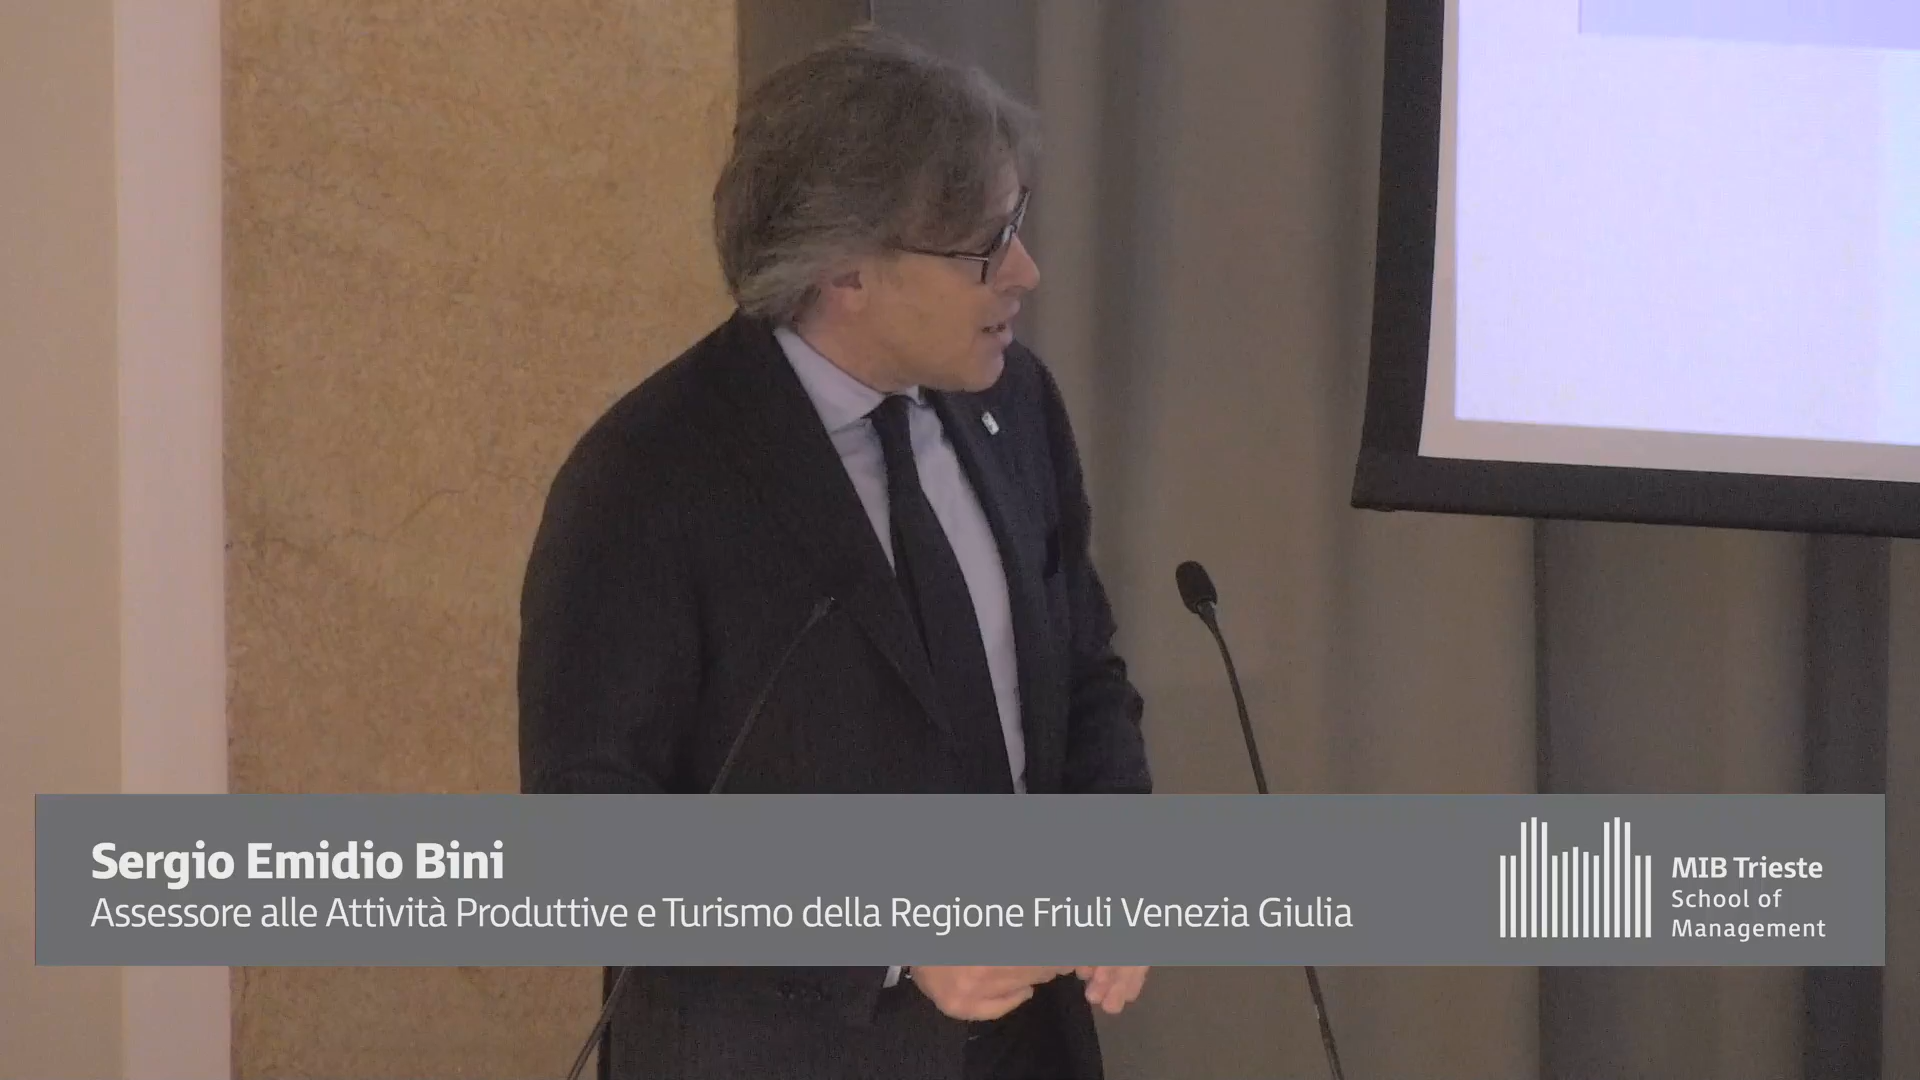 Sergio Emidio Bini
Assessore alle Attività Produttive e Turismo della Regione Friuli Venezia Giulia
MIB Trieste
School of
Management